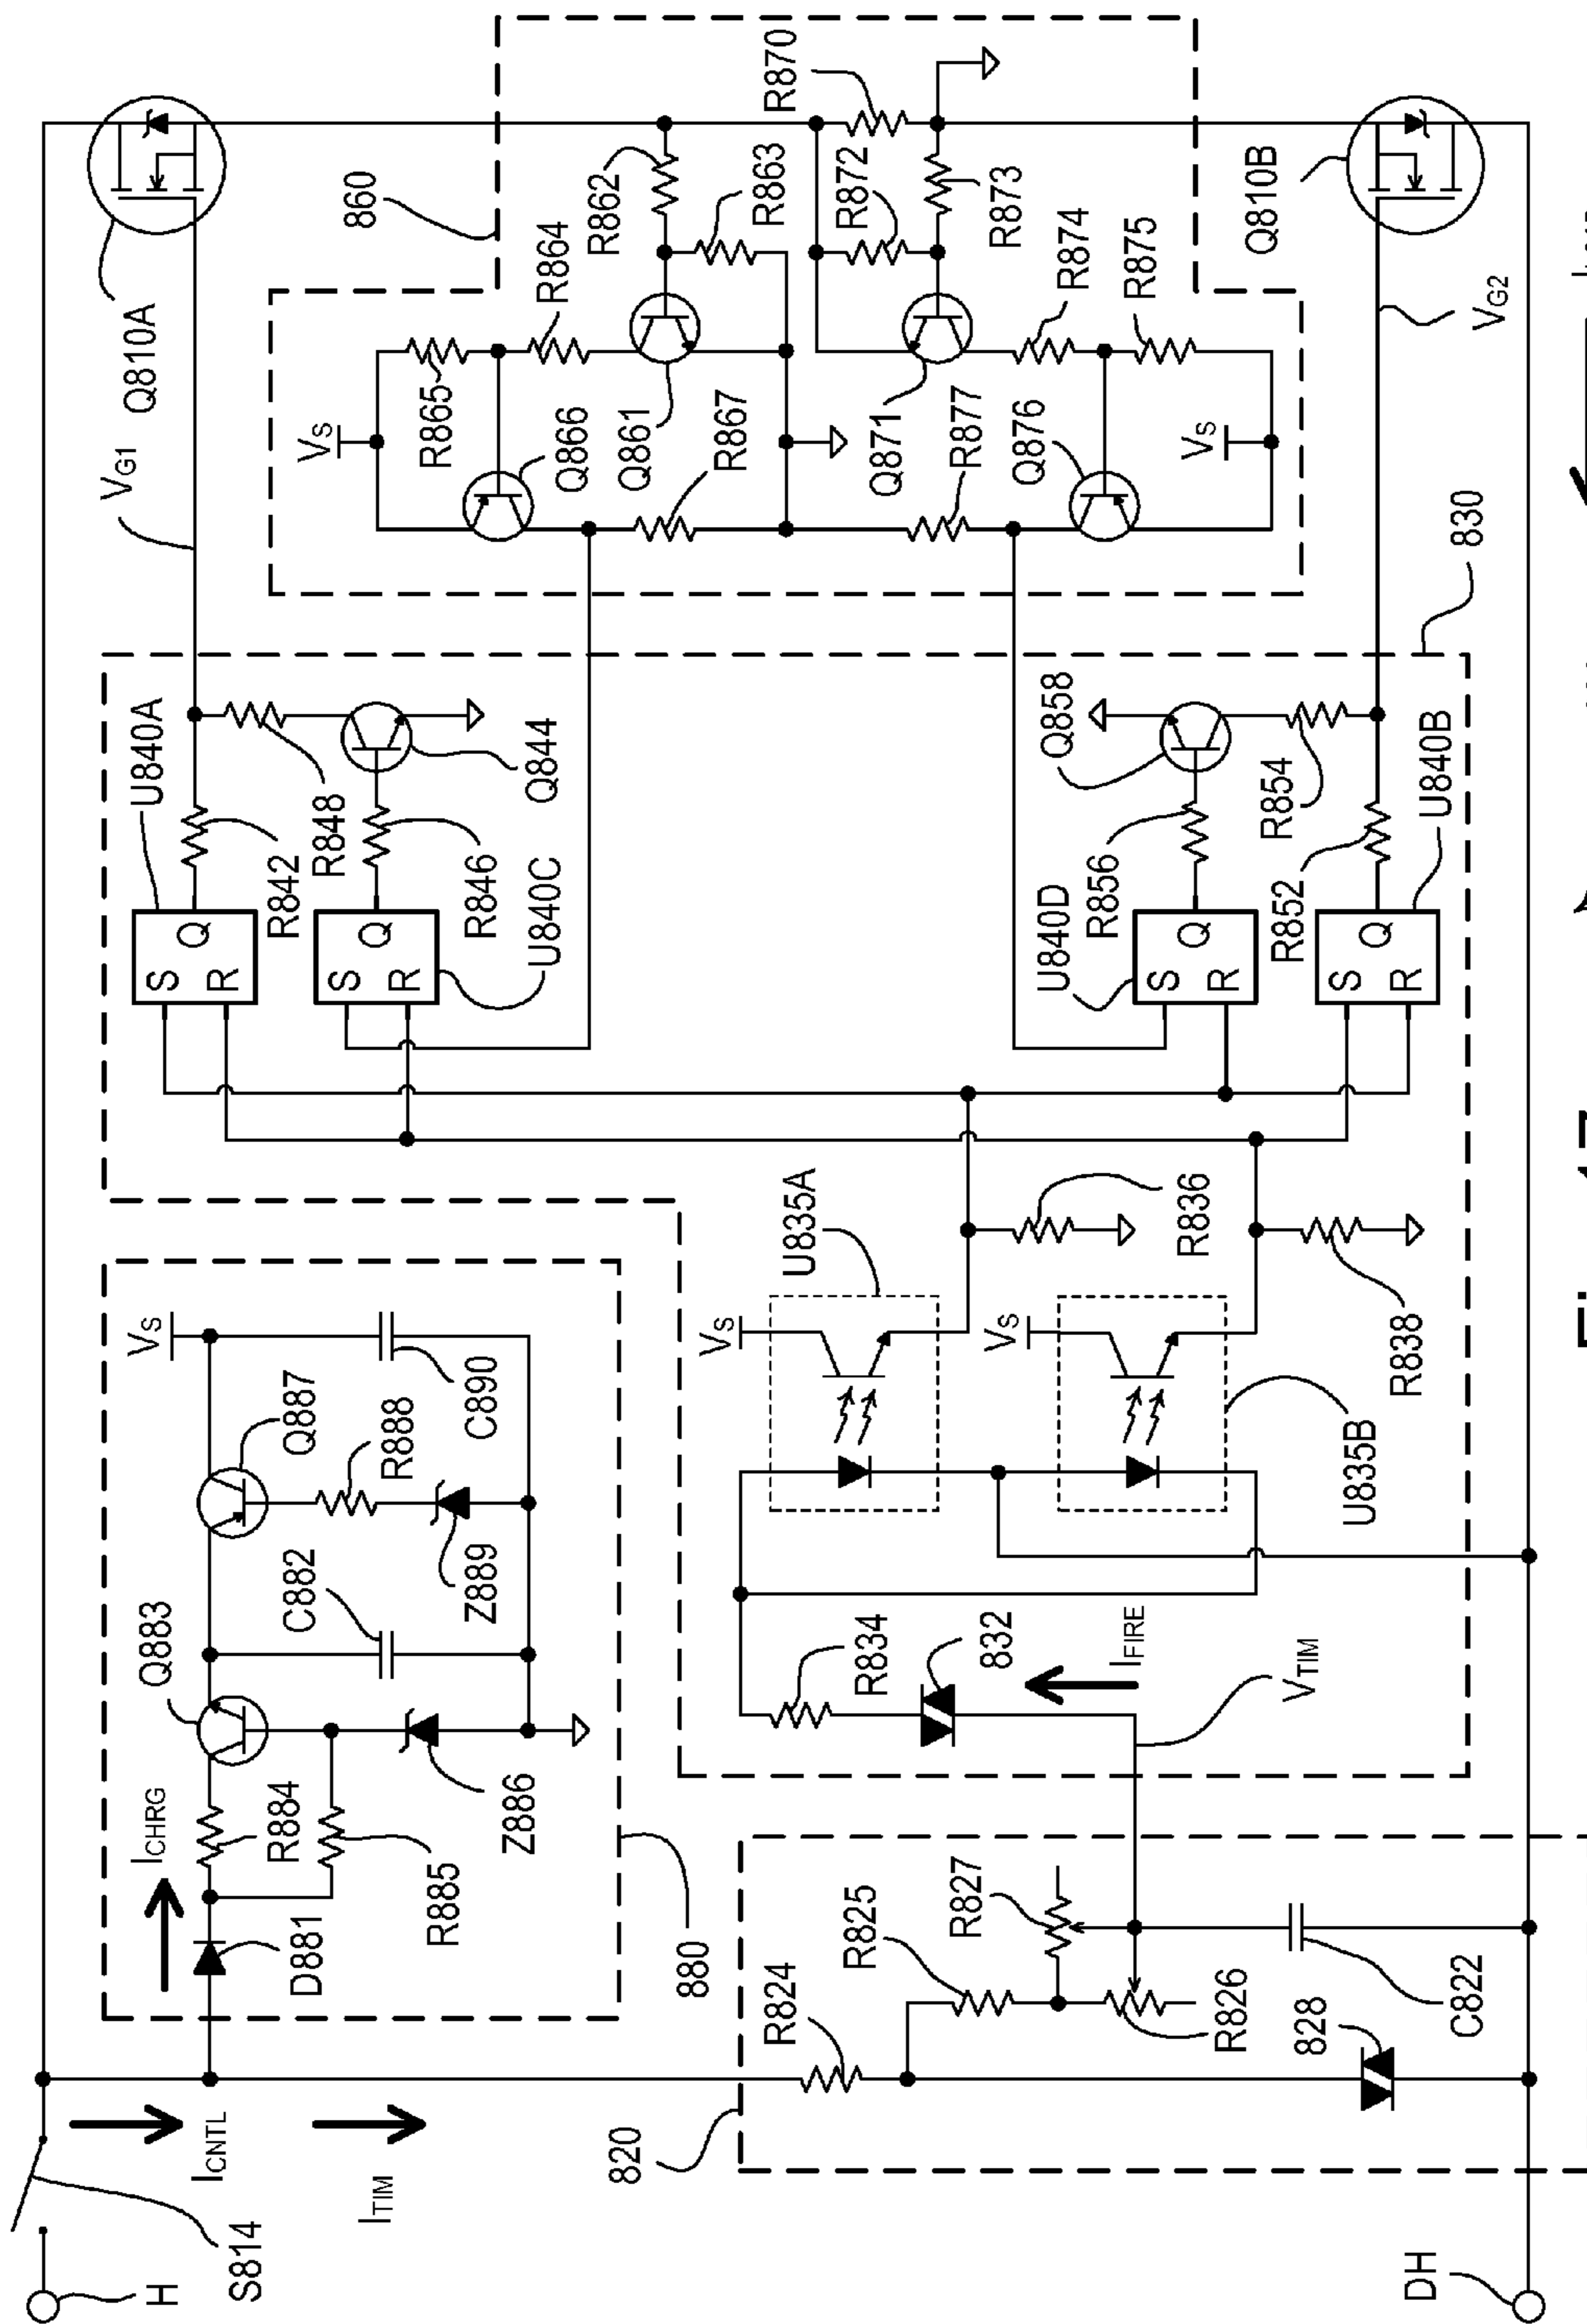 H
S814
I_CNTL
I_TIM
I_CHRG
D881
R884
R885
Q883
Z886
C882
Q887
R888
Z889
C890
V_S
880
820
R824
R825
R827
R826
828
C822
DH
V_TIM
I_FIRE
832
R834
U835A
U835B
V_S
V_S
R836
R838
U840A
S
R
Q
R842
R848
U840C
S
R
Q
R846
Q844
U840D
S
R
Q
R856
Q858
R854
R852
U840B
S
R
Q
830
V_G1
Q810A
860
V_S
R865
R864
Q866
Q861
R867
R862
R863
R870
R872
R873
R874
R875
Q871
R877
Q876
V_S
Q810B
V_G2